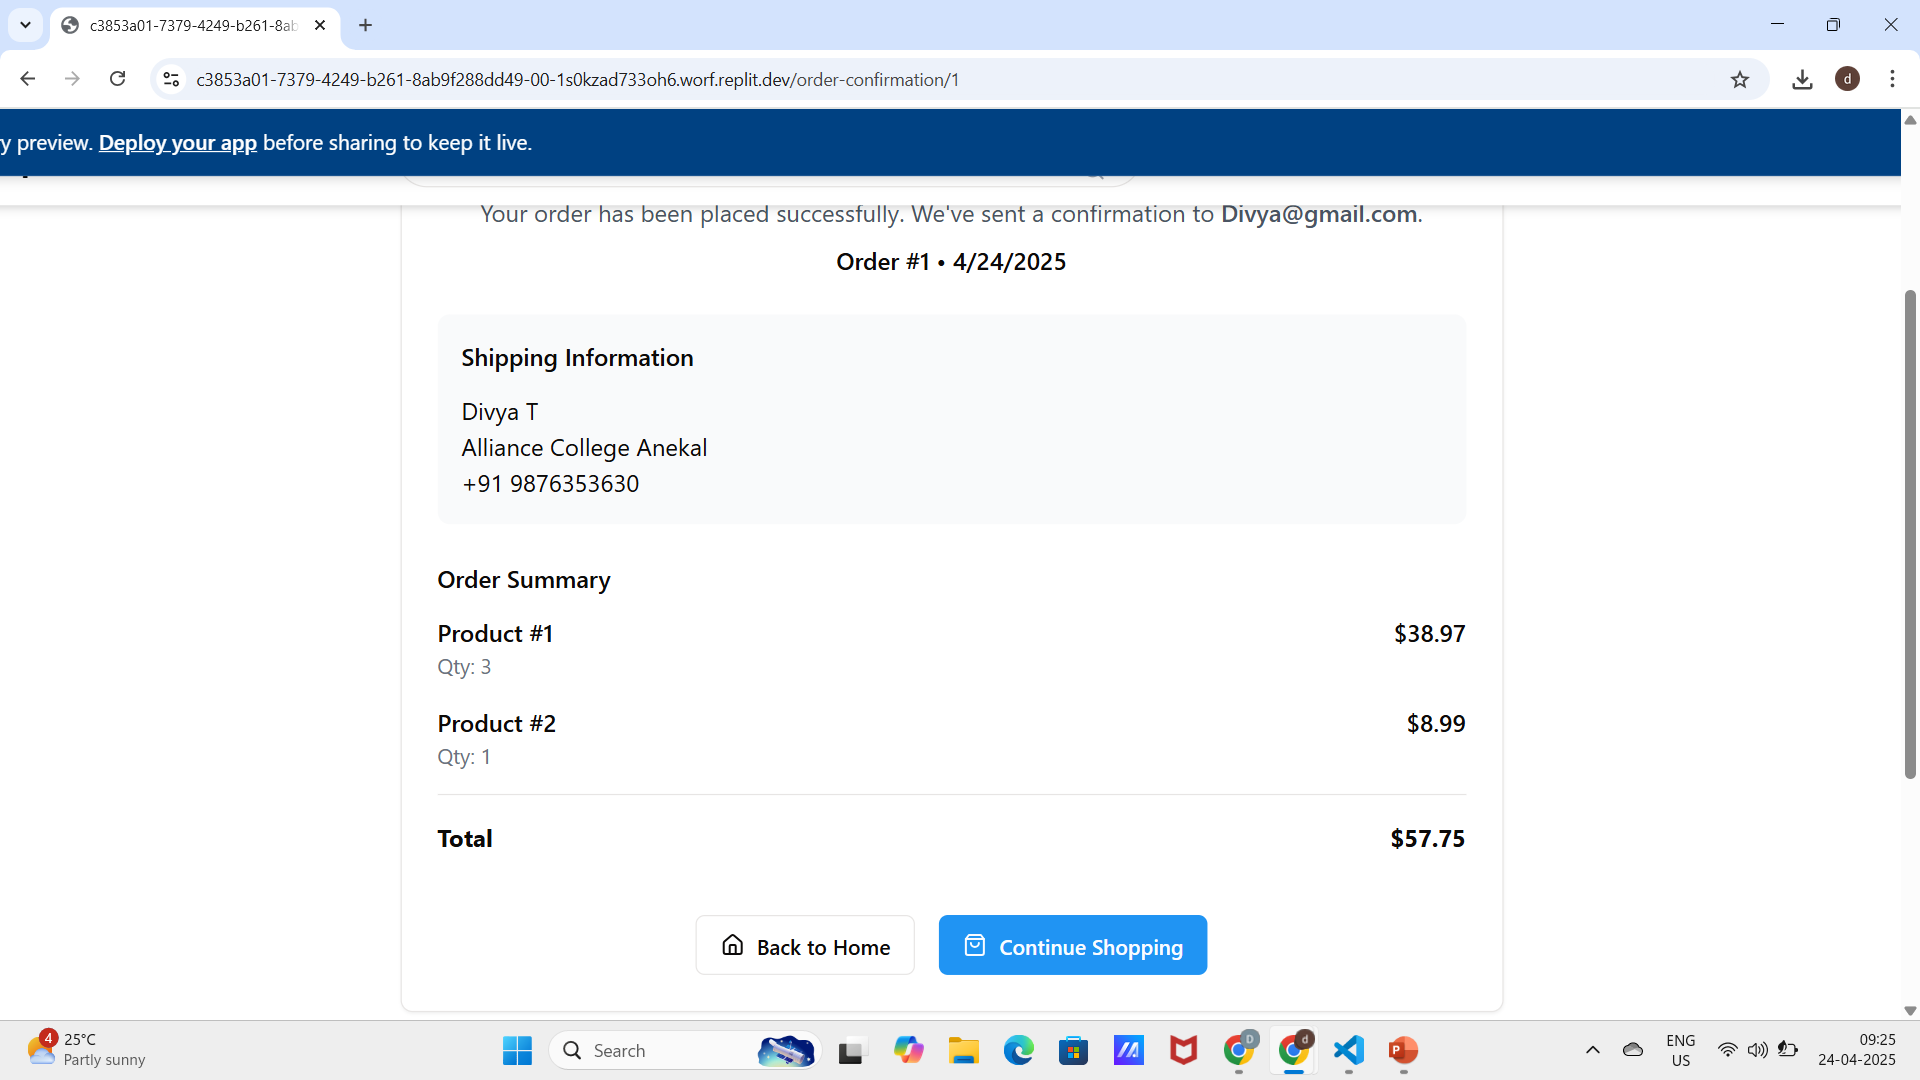 c3853a01-7379-4249-b261-8ab
c3853a01-7379-4249-b261-8ab9f288dd49-00-1s0kzad733oh6.worf.replit.dev/order-confirmation/1
d
y preview. Deploy your app before sharing to keep it live.
Your order has been placed successfully. We've sent a confirmation to Divya@gmail.com.
Order #1 • 4/24/2025
Shipping Information
Divya T
Alliance College Anekal
+91 9876353630
Order Summary
Product #1 $38.97
Qty: 3
Product #2 $8.99
Qty: 1
Total $57.75
Back to Home Continue Shopping
4 25°C
Partly sunny
Search
D
d
P
ENG
US
09:25
24-04-2025